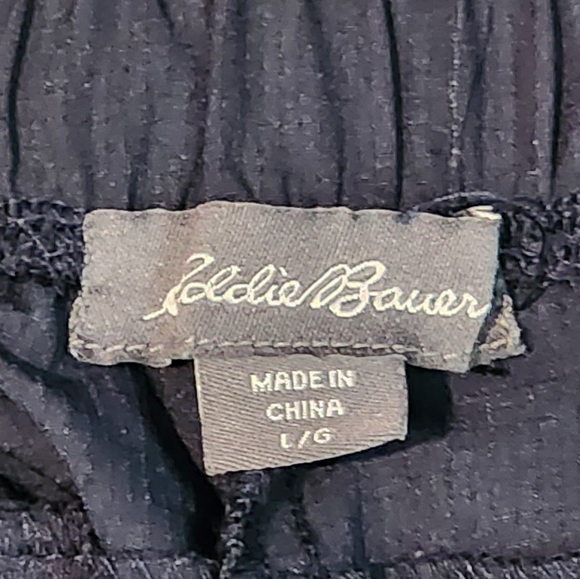 Eddie Bauer
MADE IN
CHINA
L/G